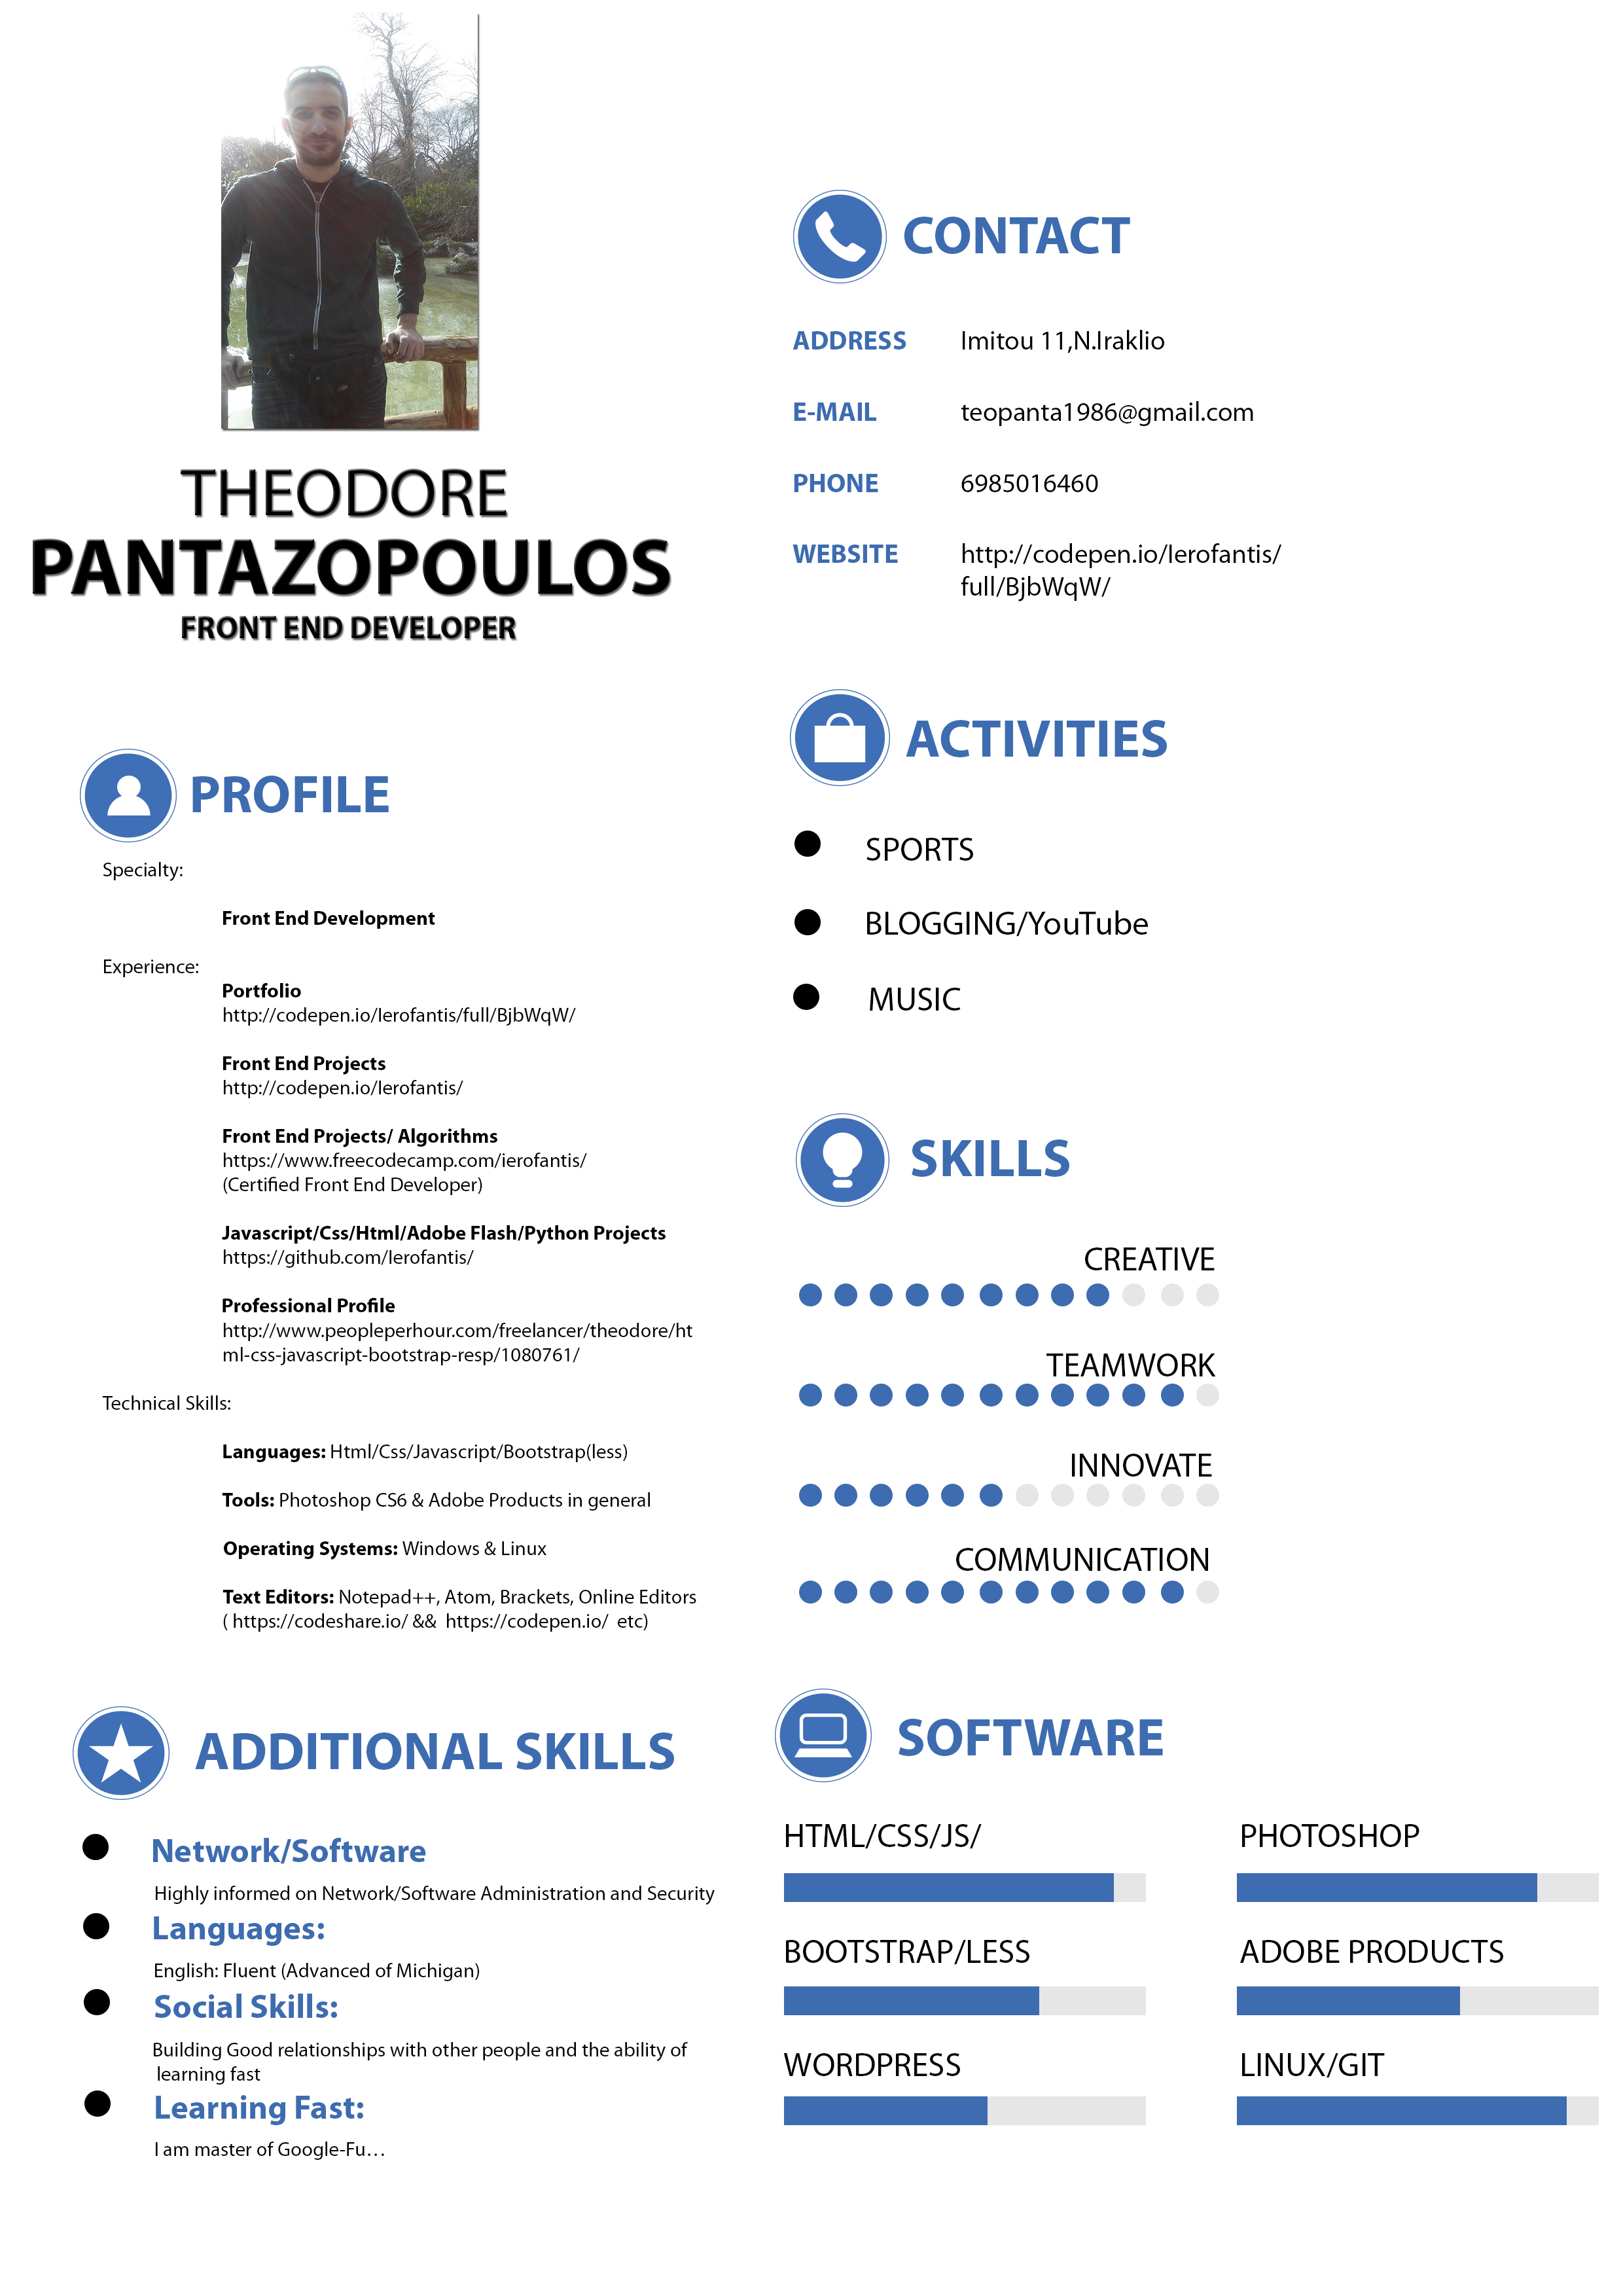 THEODORE
PANTAZOPOULOS
FRONT END DEVELOPER
PROFILE
Specialty:
Front End Development
Experience:
Portfolio
http://codepen.io/Ierofantis/full/BjbWqW/
Front End Projects
http://codepen.io/Ierofantis/
Front End Projects/ Algorithms
https://www.freecodecamp.com/ierofantis/
(Certified Front End Developer)
Javascript/Css/Html/Adobe Flash/Python Projects
https://github.com/Ierofantis/
Professional Profile
http://www.peopleperhour.com/freelancer/theodore/ht
ml-css-javascript-bootstrap-resp/1080761/
Technical Skills:
Languages: Html/Css/Javascript/Bootstrap(less)
Tools: Photoshop CS6 & Adobe Products in general
Operating Systems: Windows & Linux
Text Editors: Notepad++, Atom, Brackets, Online Editors
( https://codeshare.io/ && https://codepen.io/ etc)
ADDITIONAL SKILLS
Network/Software
Highly informed on Network/Software Administration and Security
Languages:
English: Fluent (Advanced of Michigan)
Social Skills:
Building Good relationships with other people and the ability of
learning fast
Learning Fast:
I am master of Google-Fu…
CONTACT
ADDRESS Imitou 11,N.Iraklio
E-MAIL teopanta1986@gmail.com
PHONE 6985016460
WEBSITE http://codepen.io/Ierofantis/
full/BjbWqW/
ACTIVITIES
SPORTS
BLOGGING/YouTube
MUSIC
SKILLS
CREATIVE
TEAMWORK
INNOVATE
COMMUNICATION
SOFTWARE
HTML/CSS/JS/ PHOTOSHOP
BOOTSTRAP/LESS ADOBE PRODUCTS
WORDPRESS LINUX/GIT